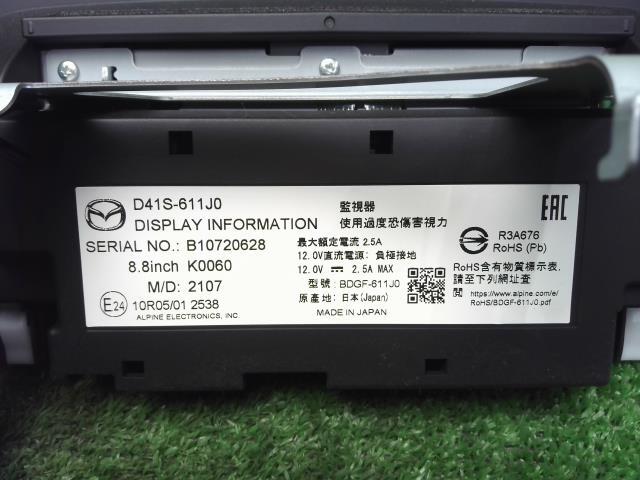 D41S-611J0
DISPLAY INFORMATION
SERIAL NO.: B10720628
8.8inch K0060
M/D: 2107
E24 10R05/01 2538
ALPINE ELECTRONICS, INC.
監視器
使用過度恐傷害視力
最大額定電流 2.5A
12.0V直流電源: 負極接地
12.0V ⎓ 2.5A MAX
型號: BDGF-611J0
原產地: 日本(Japan)
MADE IN JAPAN
EAC
R3A676
RoHS (Pb)
RoHS含有物質標示表,
請至下列網址查
https://www.alpine.com/e/
RoHS/BDGF-611J0.pdf